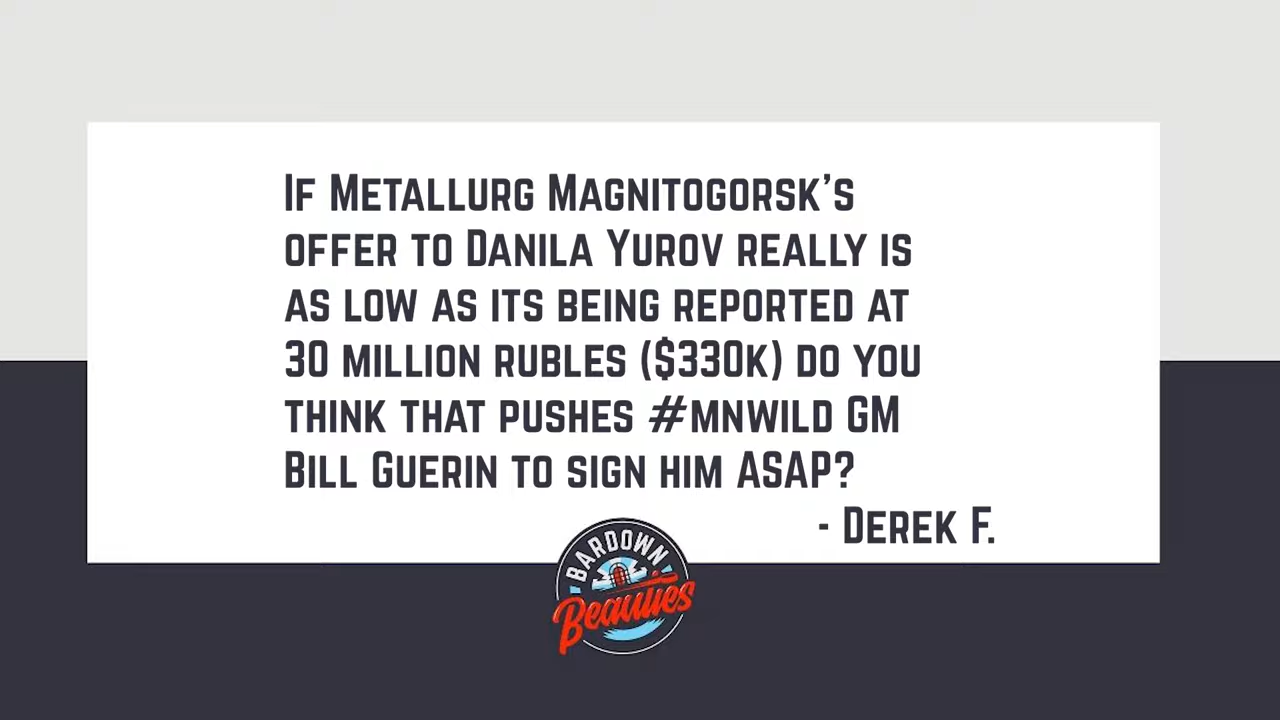 If Metallurg Magnitogorsk's
offer to Danila Yurov really is
as low as its being reported at
30 million rubles ($330k) do you
think that pushes #mnwild GM
Bill Guerin to sign him ASAP?
- Derek F.
BARDOWN
Beauties